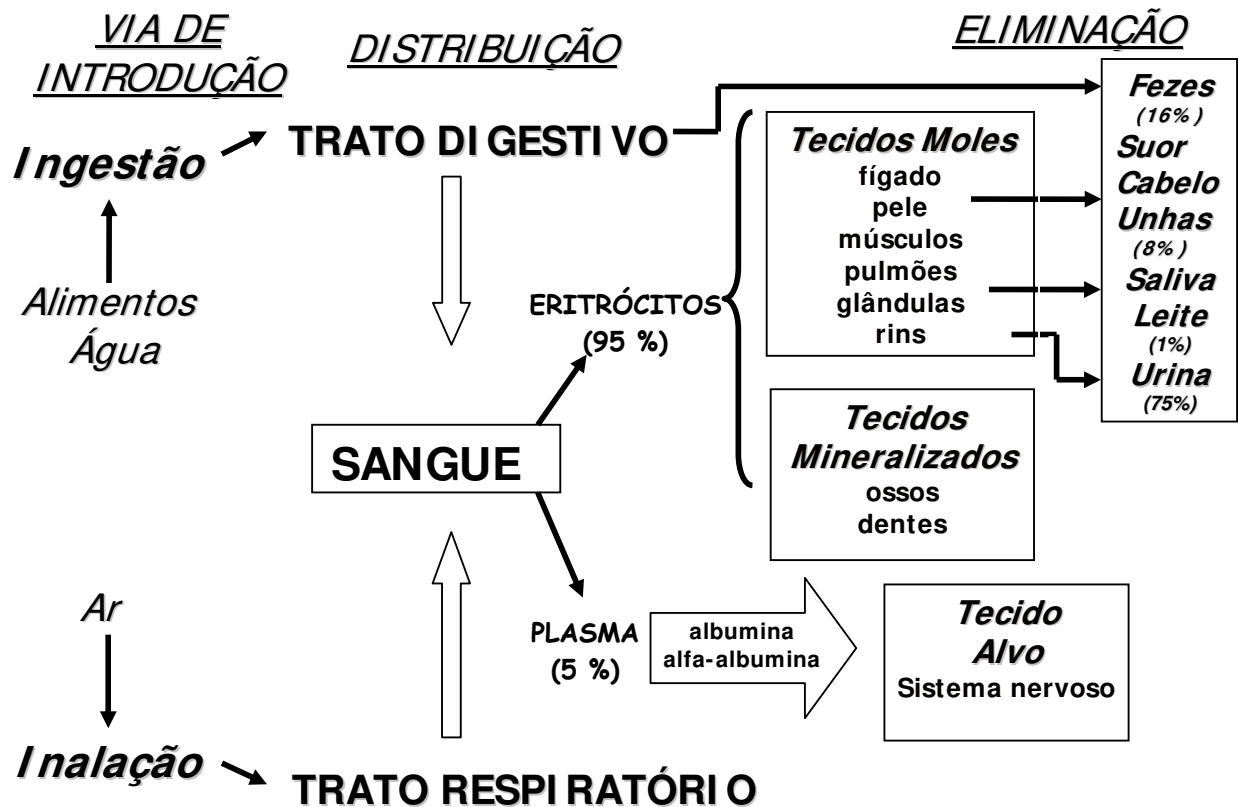 VIA DE
INTRODUÇÃO
DISTRIBUIÇÃO
ELIMINAÇÃO
Ingestão
Alimentos
Água
TRATO DIGESTIVO
ERITRÓCITOS
(95 %)
Tecidos Moles
fígado
pele
músculos
pulmões
glândulas
rins
Fezes
(16%)
Suor
Cabelo
Unhas
(8%)
Saliva
Leite
(1%)
Urina
(75%)
SANGUE
Tecidos
Mineralizados
ossos
dentes
Ar
Inalação
TRATO RESPIRATÓRIO
PLASMA
(5 %)
albumina
alfa-albumina
Tecido
Alvo
Sistema nervoso